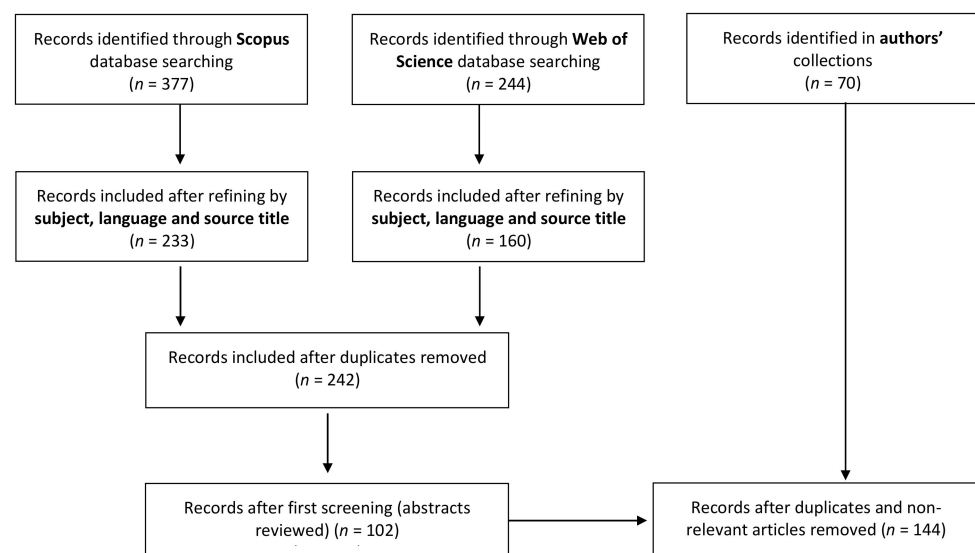 Records identified through Scopus
database searching
(n = 377)
Records identified through Web of
Science database searching
(n = 244)
Records identified in authors’
collections
(n = 70)
Records included after refining by
subject, language and source title
(n = 233)
Records included after refining by
subject, language and source title
(n = 160)
Records included after duplicates removed
(n = 242)
Records after first screening (abstracts
reviewed) (n = 102)
Records after duplicates and non-
relevant articles removed (n = 144)